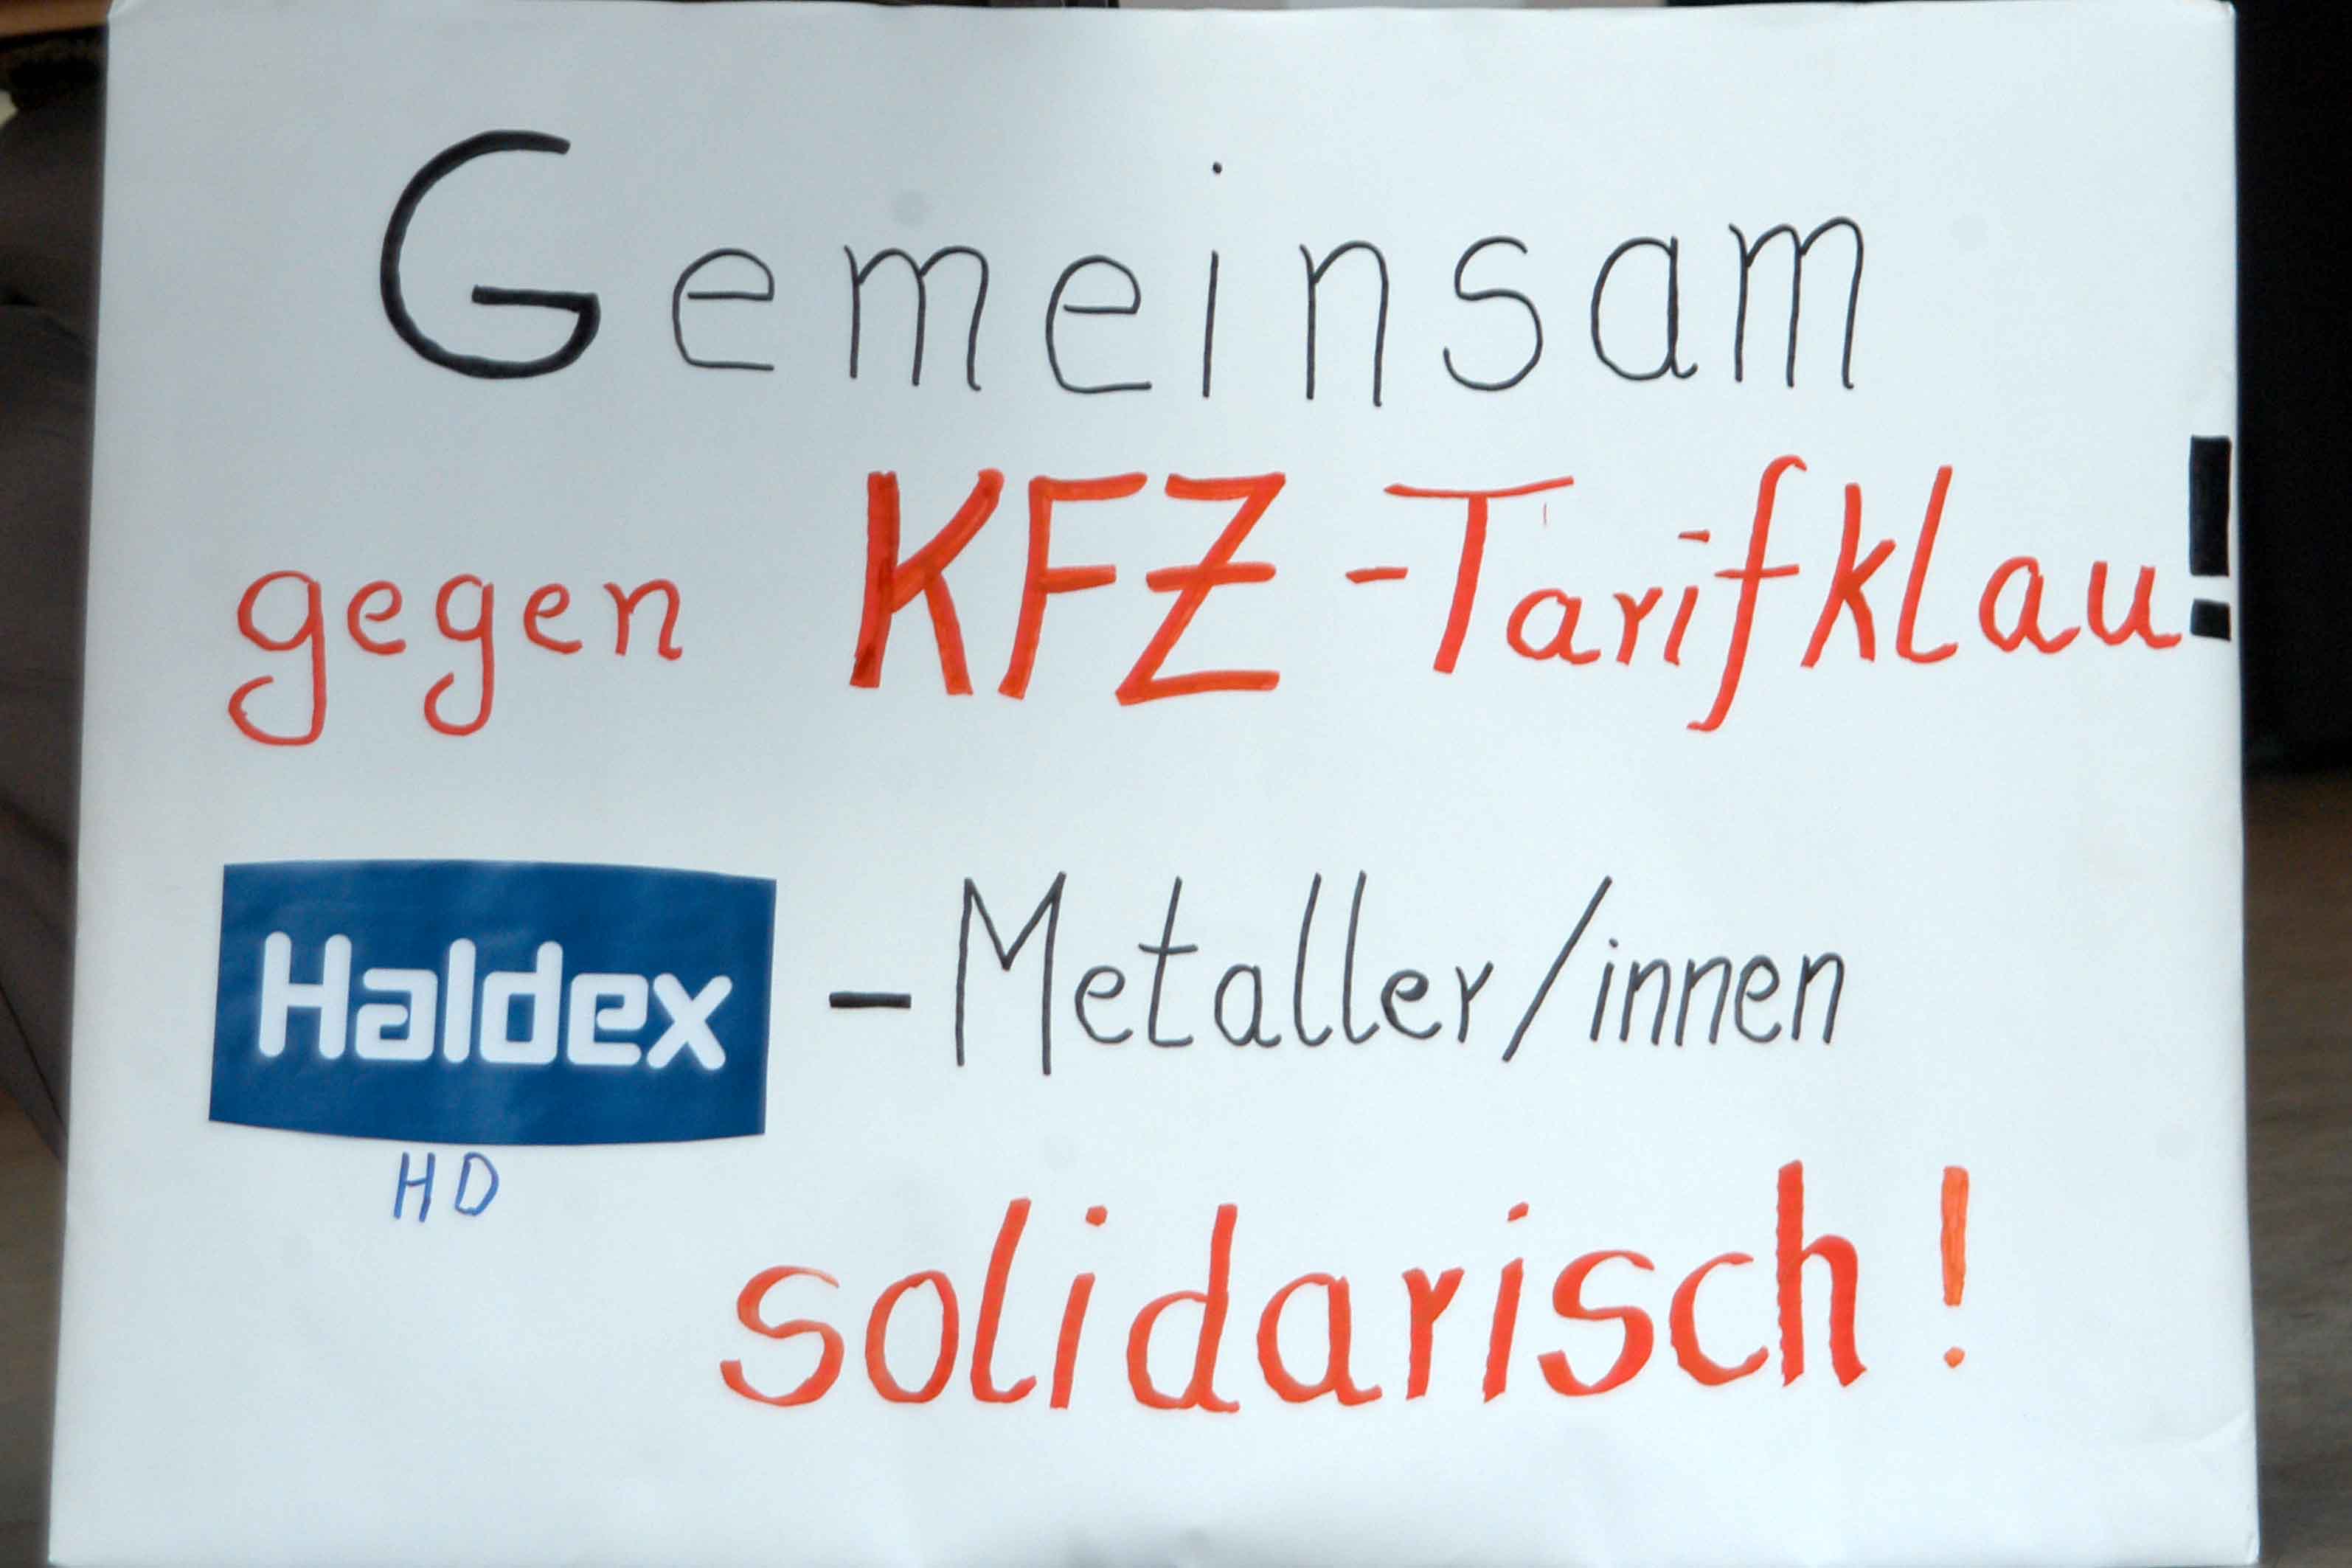 Gemeinsam
gegen KFZ-Tarifklau!
Haldex - Metaller/innen
HD
solidarisch!